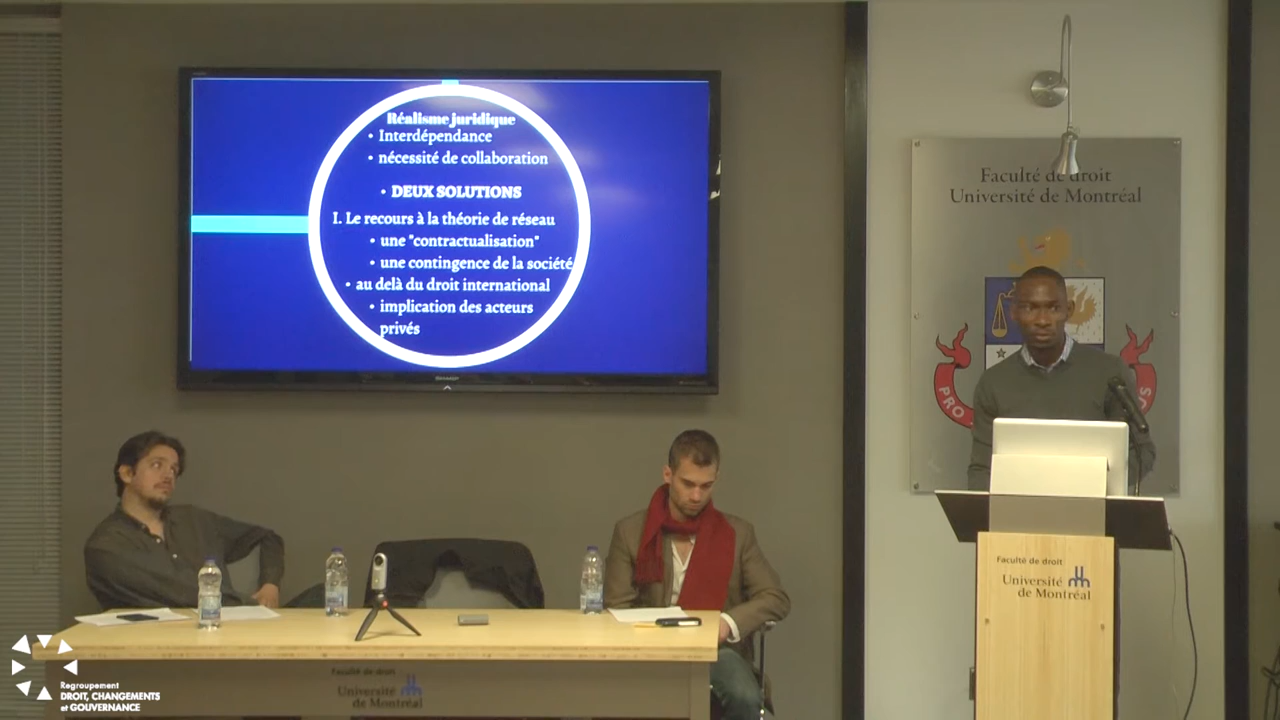 Réalisme juridique
• Interdépendance
• nécessité de collaboration
• DEUX SOLUTIONS
I. Le recours à la théorie de réseau
• une "contractualisation"
• une contingence de la société
• au delà du droit international
• implication des acteurs
privés
SHARP
Faculté de droit
Université de Montréal
PRO
Faculté de droit
Université
de Montréal
Faculté de droit
Université
de Montréal
Regroupement
DROIT, CHANGEMENTS
et GOUVERNANCE